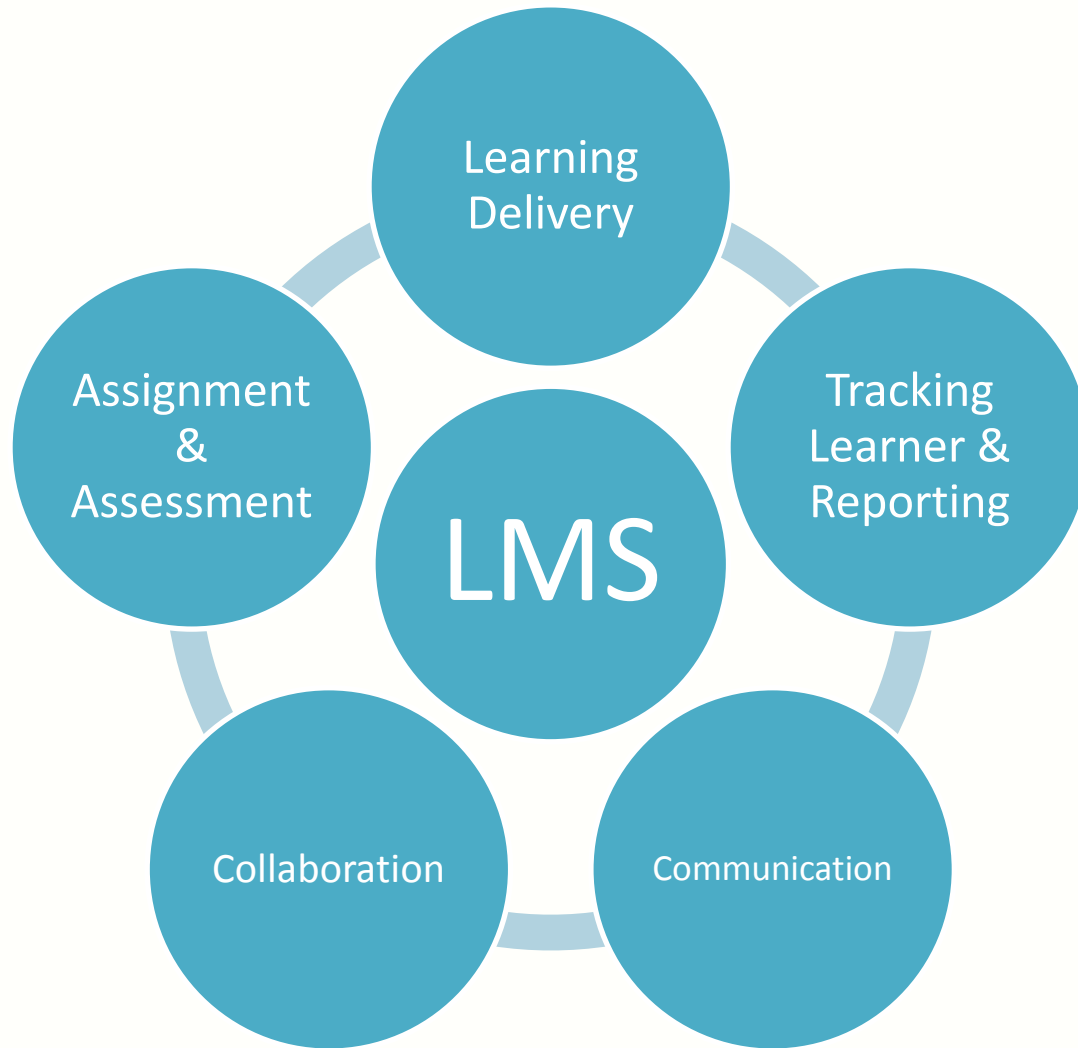 Learning
Delivery
Tracking
Learner &
Reporting
Communication
Collaboration
Assignment
&
Assessment
LMS